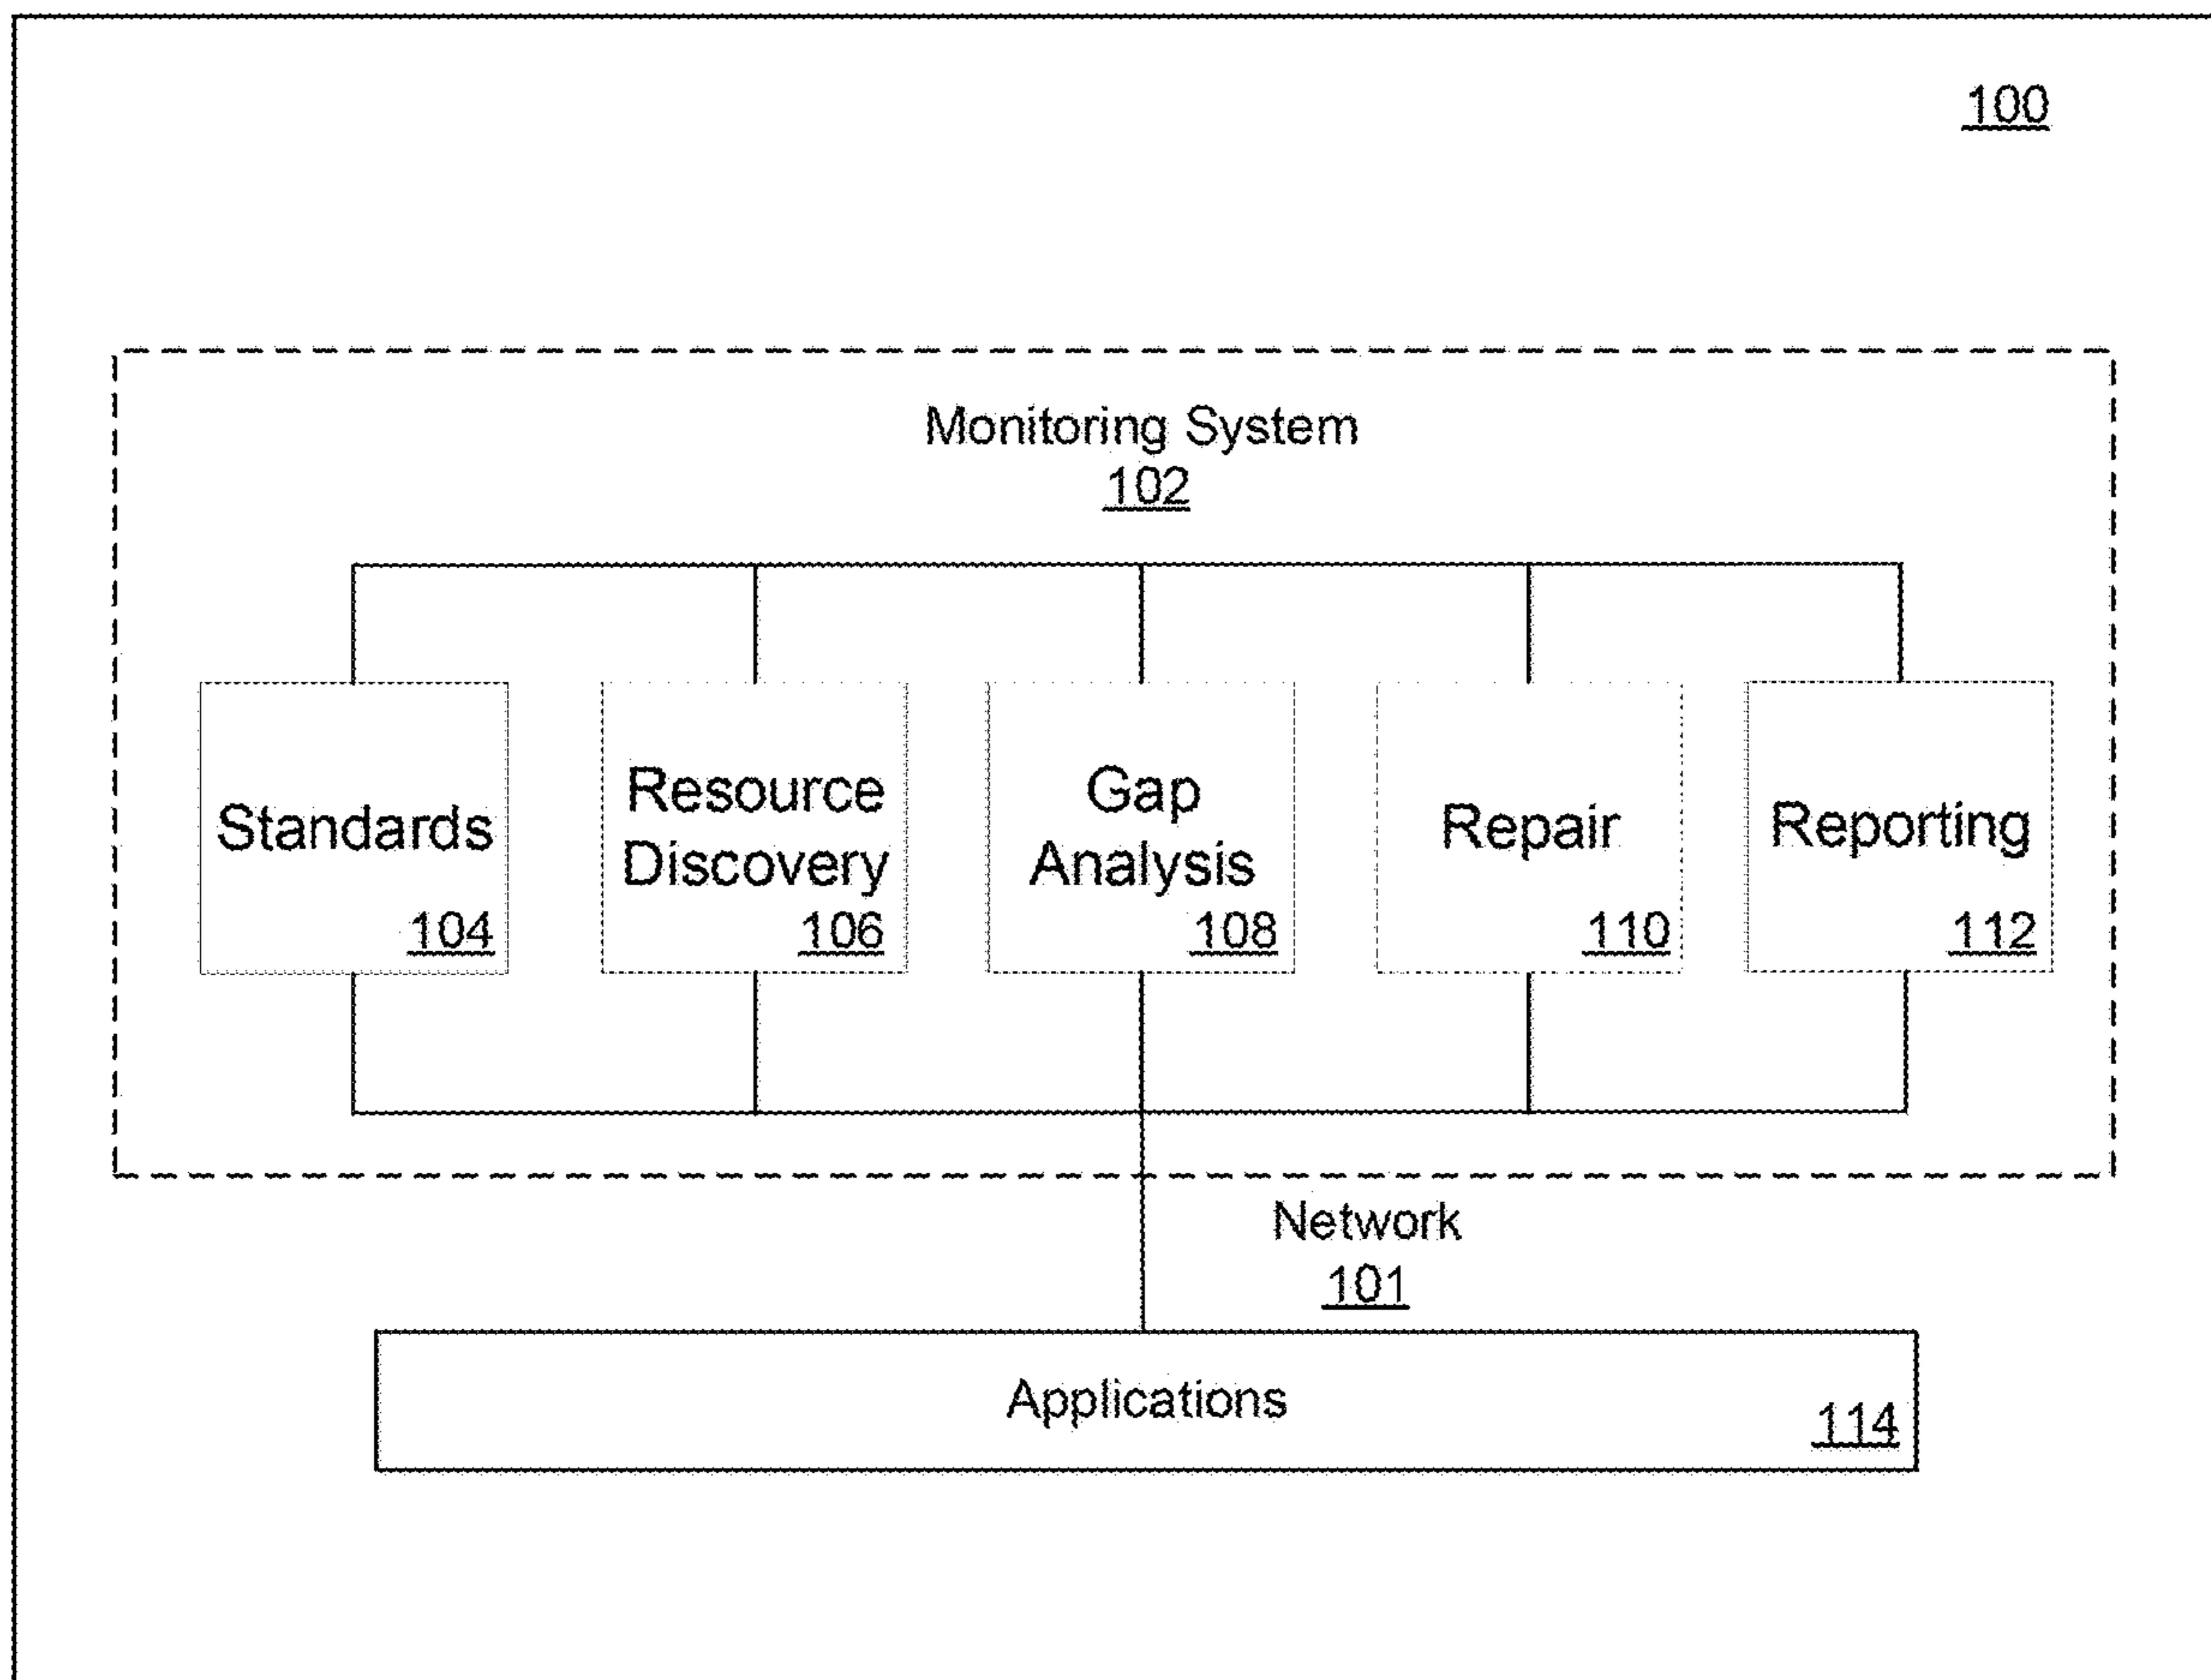 100
Monitoring System
102
Standards
104
Resource
Discovery
106
Gap
Analysis
108
Repair
110
Reporting
112
Network
101
Applications
114